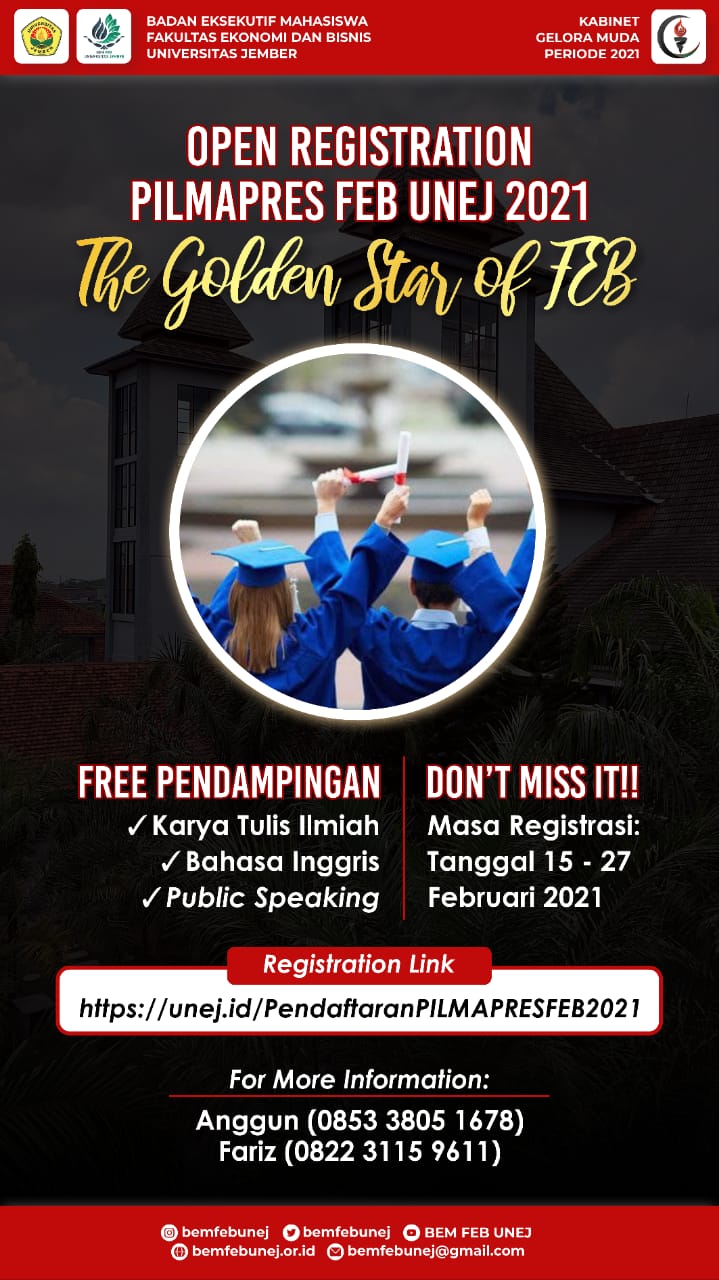 BADAN EKSEKUTIF MAHASISWA
FAKULTAS EKONOMI DAN BISNIS
UNIVERSITAS JEMBER
KABINET
GELORA MUDA
PERIODE 2021
OPEN REGISTRATION
PILMAPRES FEB UNEJ 2021
The Golden Star of FEB
FREE PENDAMPINGAN
✓Karya Tulis Ilmiah
✓Bahasa Inggris
✓Public Speaking
DON'T MISS IT!!
Masa Registrasi:
Tanggal 15 - 27
Februari 2021
Registration Link
https://unej.id/PendaftaranPILMAPRESFEB2021
For More Information:
Anggun (0853 3805 1678)
Fariz (0822 3115 9611)
bemfebunej bemfebunej BEM FEB UNEJ
bemfebunej.or.id bemfebunej@gmail.com